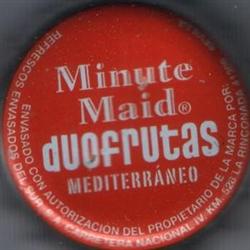 Minute
Maid®
duofrutas
MEDITERRÁNEO
REFRESCOS ENVASADOS DEL SUR, S.A. CARRETERA NACIONAL IV, KM. 528 LA RINCONADA
ENVASADO CON AUTORIZACIÓN DEL PROPIETARIO DE LA MARCA POR: